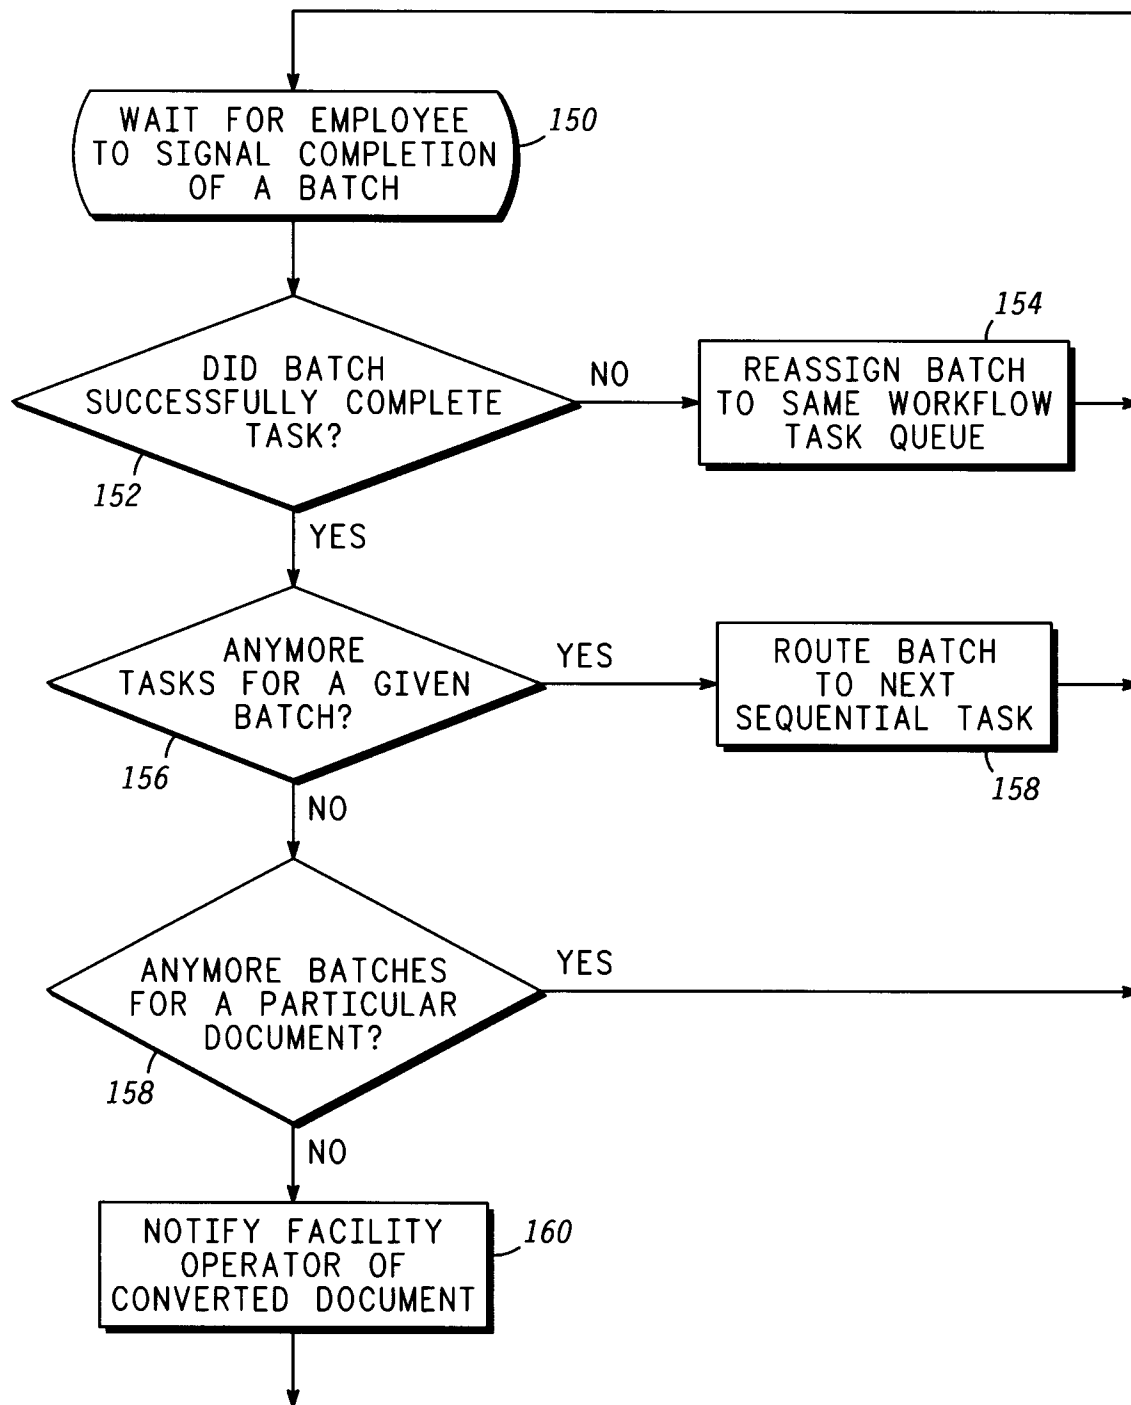 WAIT FOR EMPLOYEE
TO SIGNAL COMPLETION
OF A BATCH
150
DID BATCH
SUCCESSFULLY COMPLETE
TASK?
152
NO
154
REASSIGN BATCH
TO SAME WORKFLOW
TASK QUEUE
YES
ANYMORE
TASKS FOR A GIVEN
BATCH?
156
YES
ROUTE BATCH
TO NEXT
SEQUENTIAL TASK
158
NO
ANYMORE BATCHES
FOR A PARTICULAR
DOCUMENT?
158
YES
NO
NOTIFY FACILITY
OPERATOR OF
CONVERTED DOCUMENT
160